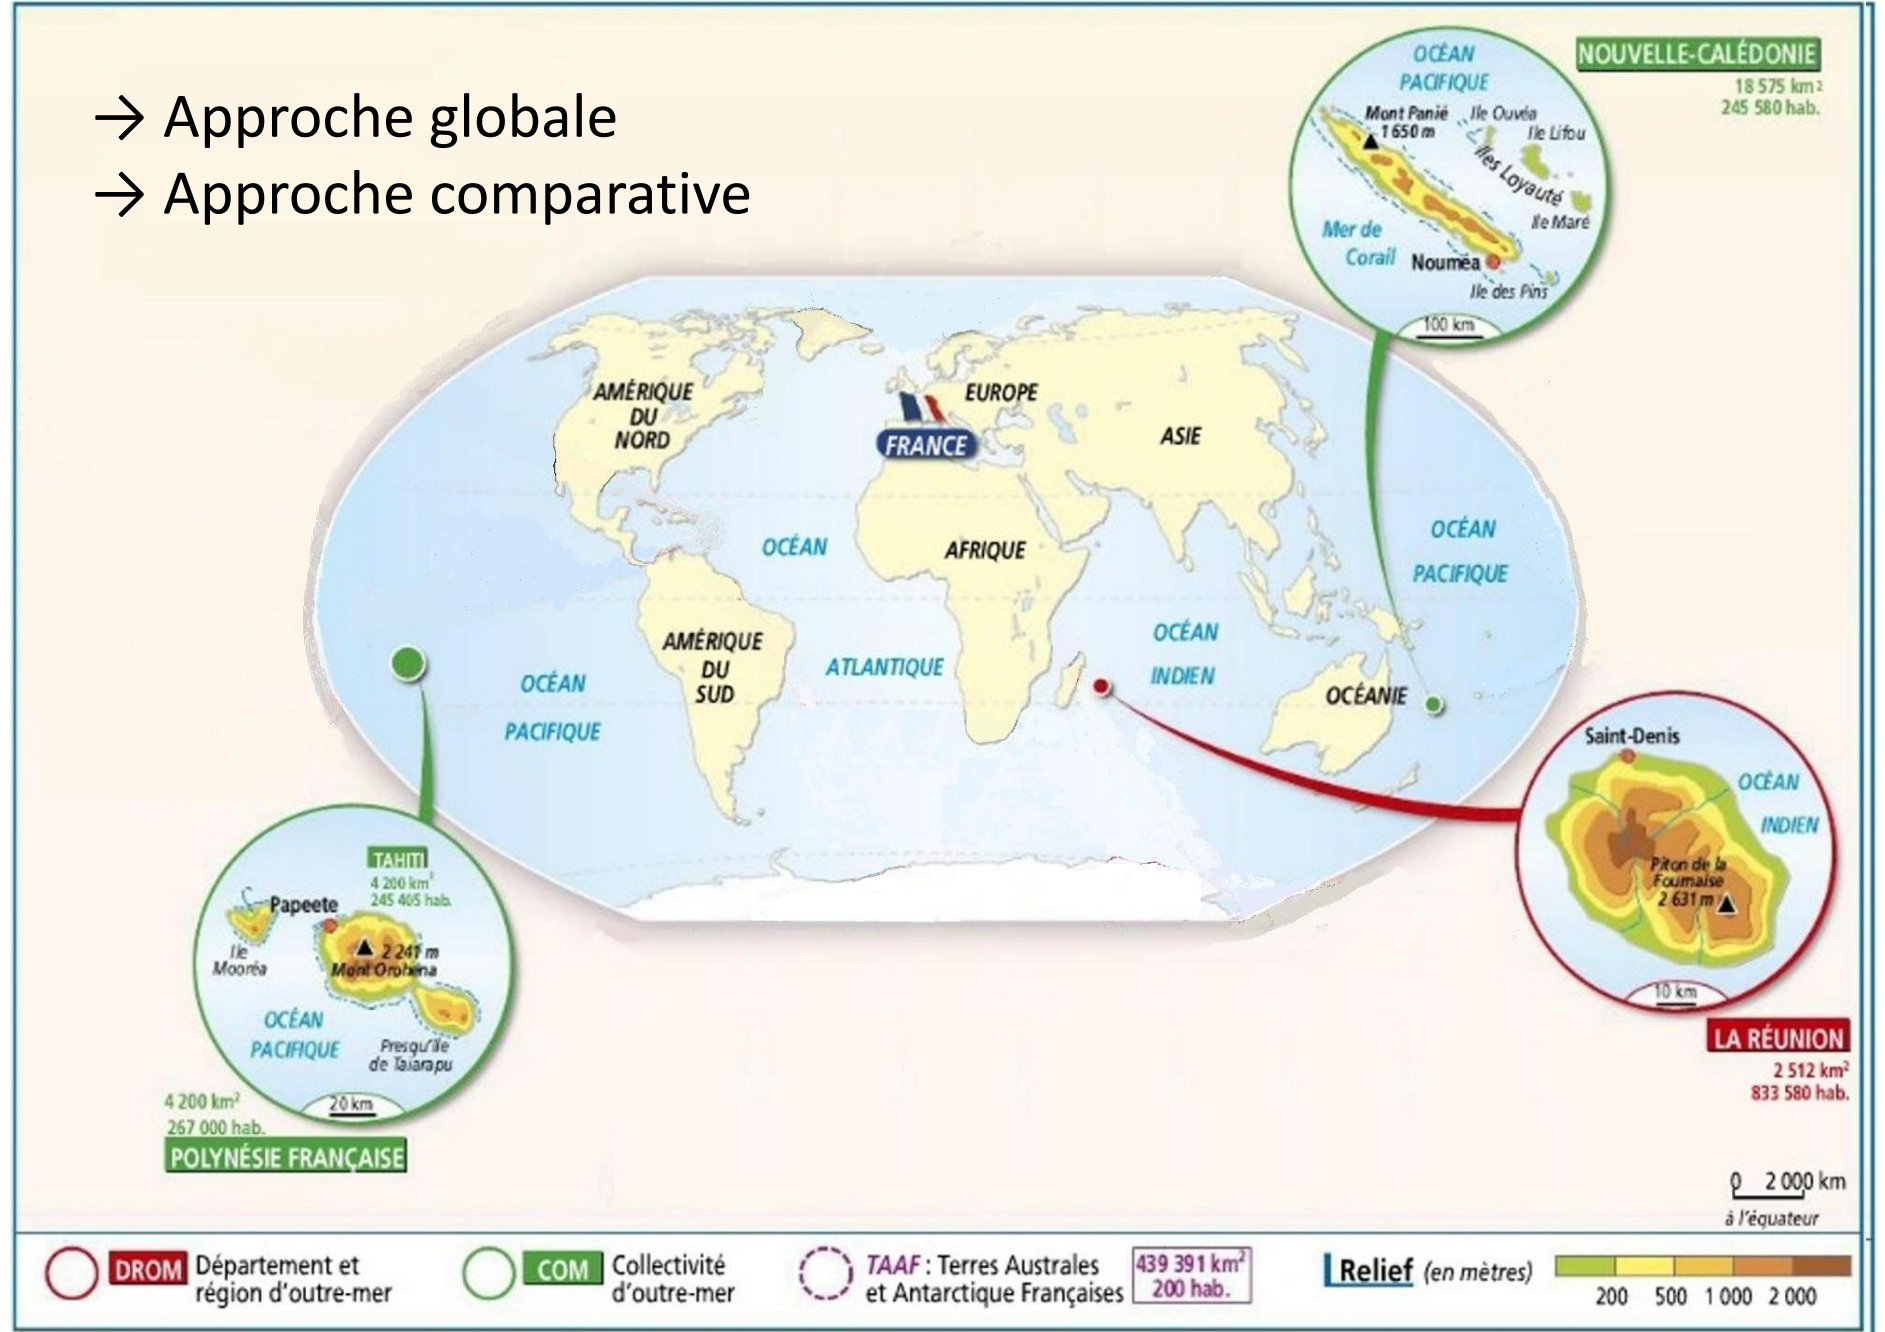 → Approche globale
→ Approche comparative
NOUVELLE-CALÉDONIE
18 575 km²
245 580 hab.
OCÉAN
PACIFIQUE
Mont Panié
1 650 m
Ile Ouvéa
Ile Lifou
Iles Loyauté
Ile Maré
Mer de
Corail
Nouméa
Ile des Pins
100 km
AMÉRIQUE
DU
NORD
EUROPE
FRANCE
ASIE
OCÉAN
AFRIQUE
OCÉAN
PACIFIQUE
AMÉRIQUE
DU
SUD
ATLANTIQUE
OCÉAN
INDIEN
OCÉAN
PACIFIQUE
OCÉANIE
Saint-Denis
OCÉAN
INDIEN
Piton de la
Fournaise
2 631 m
10 km
LA RÉUNION
2 512 km²
833 580 hab.
TAHITI
4 200 km²
245 405 hab.
Papeete
Ile
Mooréa
2 241 m
Mont Orohena
OCÉAN
PACIFIQUE
Presqu'île
de Taiarapu
20 km
4 200 km²
267 000 hab.
POLYNÉSIE FRANÇAISE
0 2 000 km
à l'équateur
DROM Département et
région d'outre-mer
COM Collectivité
d'outre-mer
TAAF : Terres Australes
et Antarctique Françaises
439 391 km²
200 hab.
Relief (en mètres)
200 500 1 000 2 000